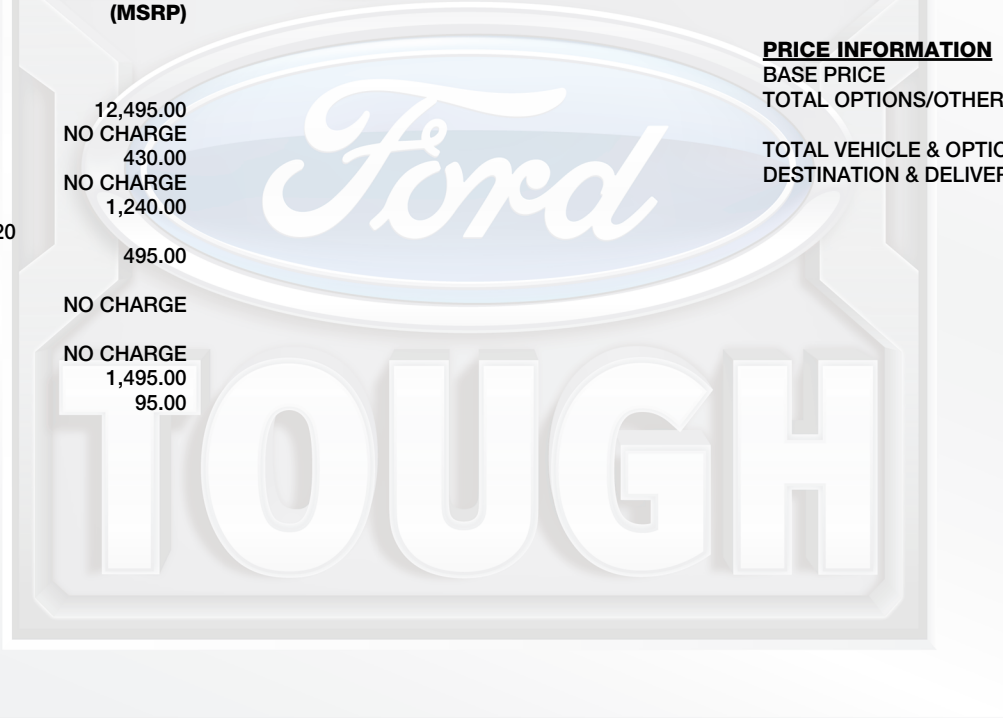 (MSRP)
12,495.00
NO CHARGE
430.00
NO CHARGE
1,240.00
20
495.00
NO CHARGE
NO CHARGE
1,495.00
95.00
PRICE INFORMATION
BASE PRICE
TOTAL OPTIONS/OTHER
TOTAL VEHICLE & OPTIO
DESTINATION & DELIVER
Ford
TOUGH